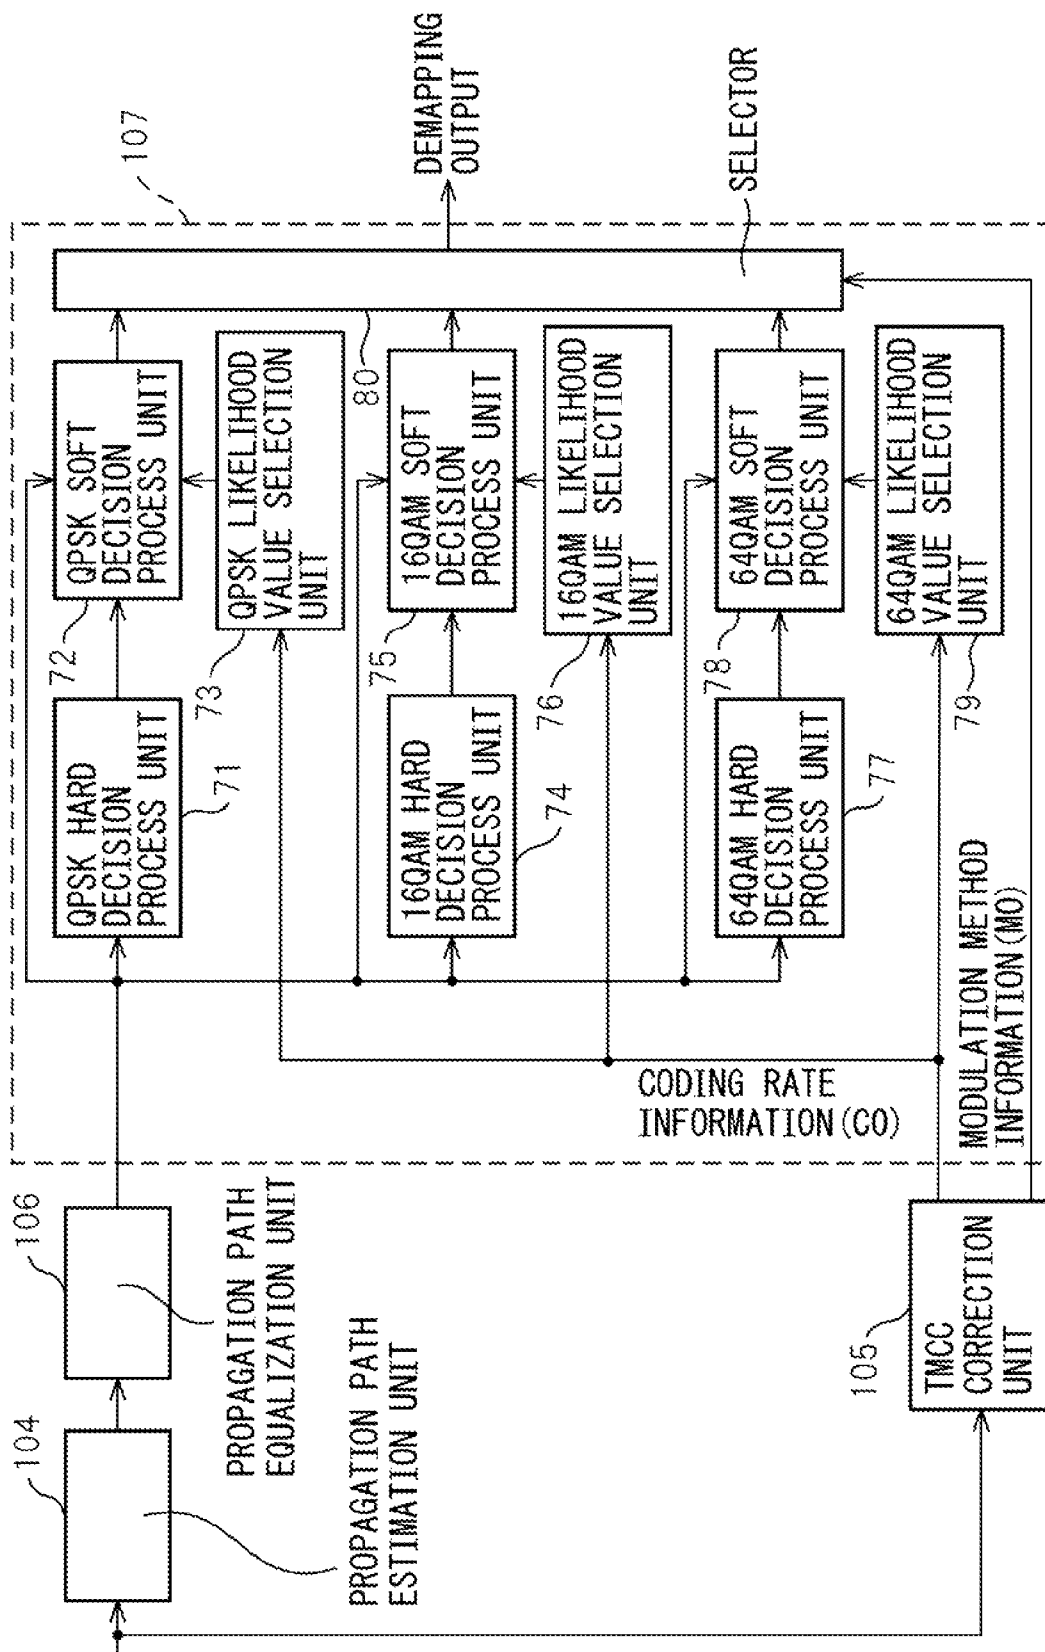 104
PROPAGATION PATH
ESTIMATION UNIT
106
PROPAGATION PATH
EQUALIZATION UNIT
105
TMCC
CORRECTION
UNIT
107
QPSK HARD
DECISION
PROCESS UNIT
71
72
QPSK SOFT
DECISION
PROCESS UNIT
73
QPSK LIKELIHOOD
VALUE SELECTION
UNIT
16QAM HARD
DECISION
PROCESS UNIT
74
75
16QAM SOFT
DECISION
PROCESS UNIT
76
16QAM LIKELIHOOD
VALUE SELECTION
UNIT
64QAM HARD
DECISION
PROCESS UNIT
77
78
64QAM SOFT
DECISION
PROCESS UNIT
79
64QAM LIKELIHOOD
VALUE SELECTION
UNIT
80
CODING RATE
INFORMATION(CO)
MODULATION METHOD
INFORMATION(MO)
DEMAPPING
OUTPUT
SELECTOR